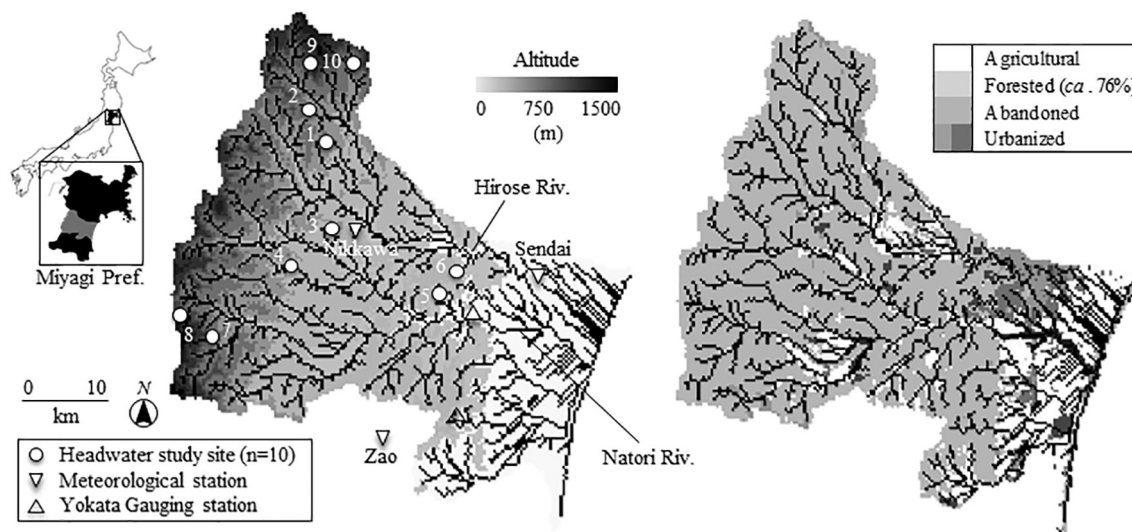 9
10
2
1
Altitude
0 750 1500
(m)
Hirose Riv.
3
Nikkawa
4
6
5
Sendai
8
7
0 10
km
N
Miyagi Pref.
Headwater study site (n=10)
Meteorological station
Yokata Gauging station
Zao
Natori Riv.
Agricultural
Forested (ca. 76%)
Abandoned
Urbanized